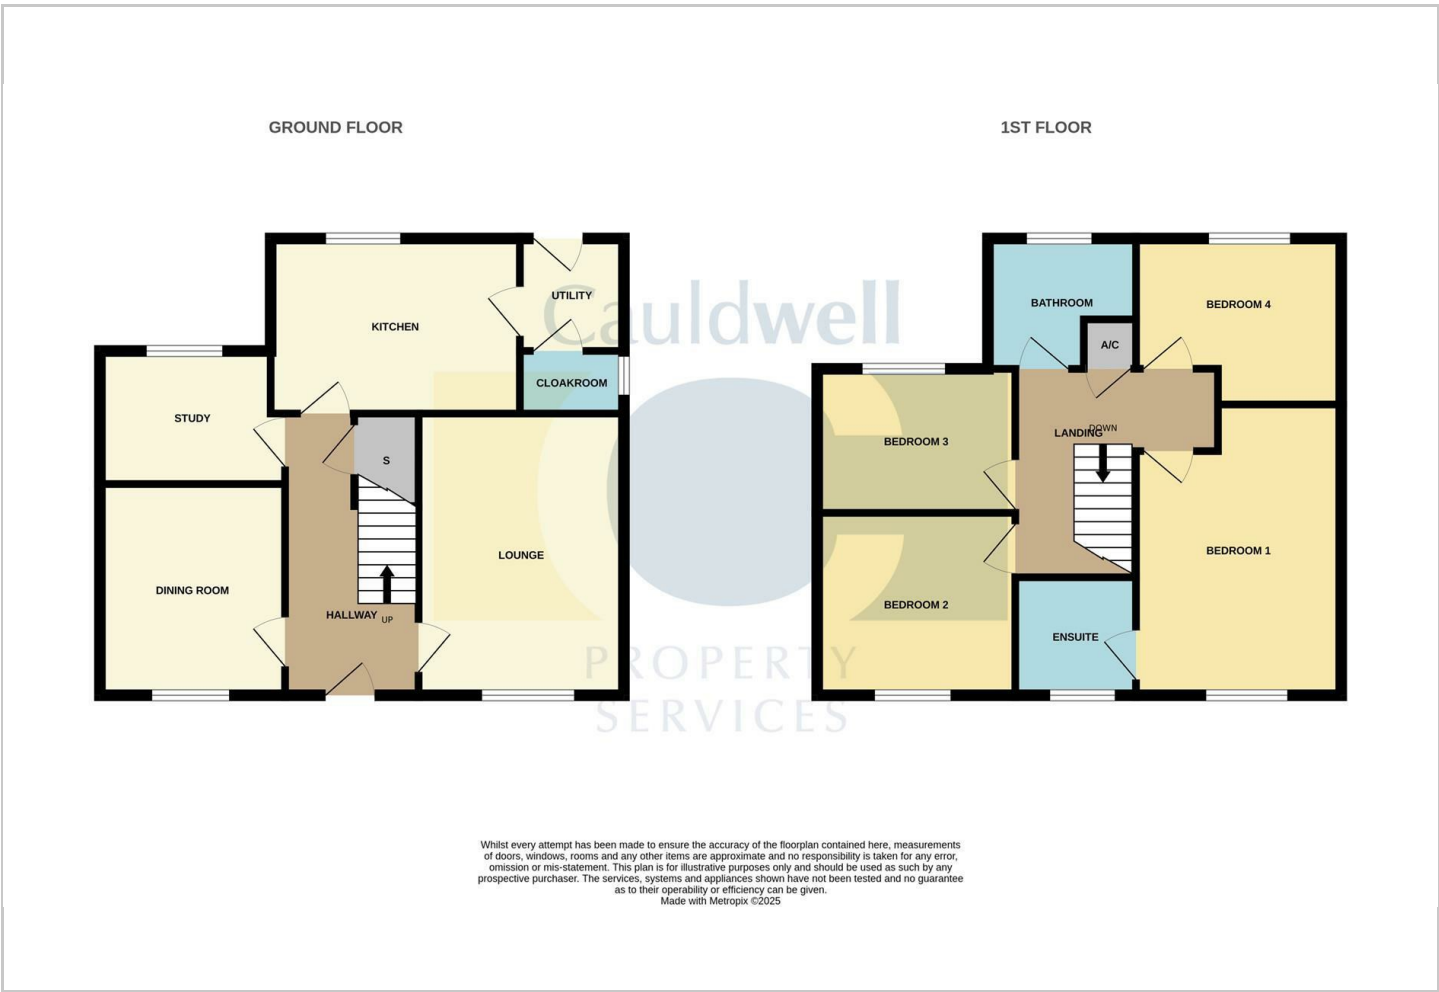 GROUND FLOOR
1ST FLOOR
KITCHEN
UTILITY
CLOAKROOM
STUDY
S
DINING ROOM
HALLWAY
UP
LOUNGE
BATHROOM
A/C
BEDROOM 4
BEDROOM 3
LANDING
DOWN
BEDROOM 1
BEDROOM 2
ENSUITE
Cauldwell
PROPERTY
SERVICES
Whilst every attempt has been made to ensure the accuracy of the floorplan contained here, measurements
of doors, windows, rooms and any other items are approximate and no responsibility is taken for any error,
omission or mis-statement. This plan is for illustrative purposes only and should be used as such by any
prospective purchaser. The services, systems and appliances shown have not been tested and no guarantee
as to their operability or efficiency can be given.
Made with Metropix ©2025